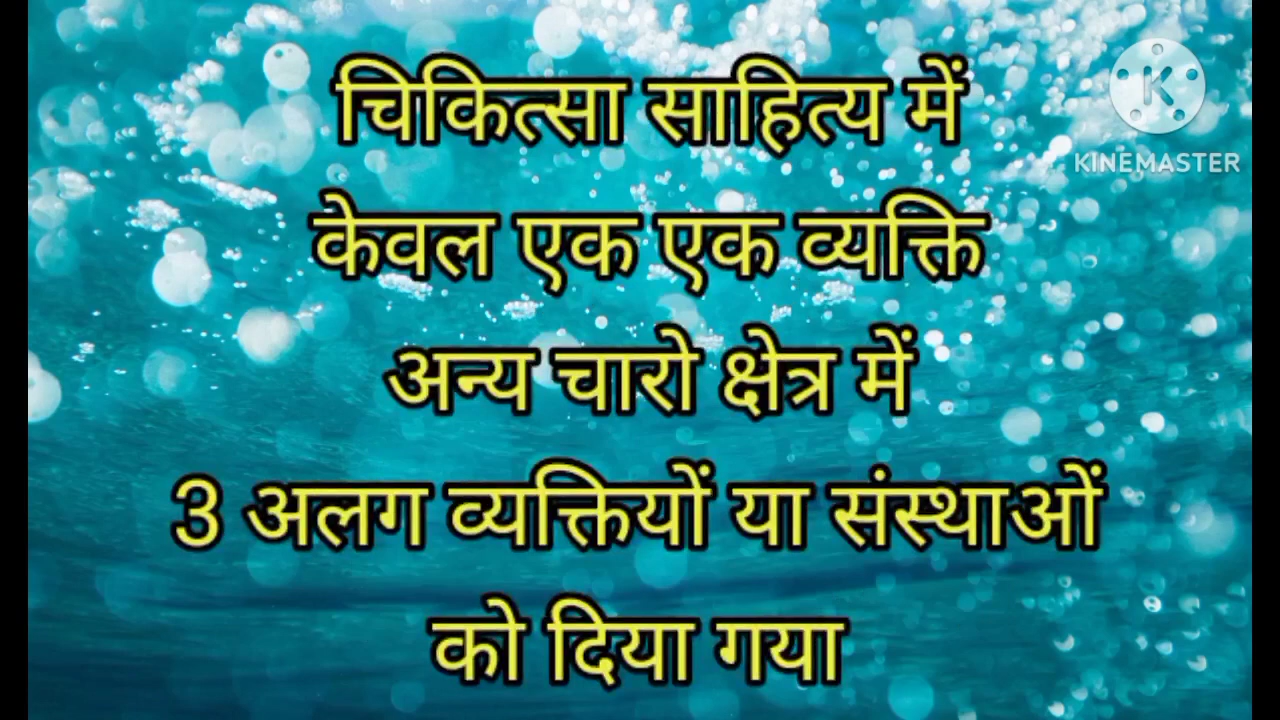 चिकित्सा साहित्य में
K
KINEMASTER
केवल एक एक व्यक्ति
अन्य चारो क्षेत्र में
3 अलग व्यक्तियों या संस्थाओं
को दिया गया